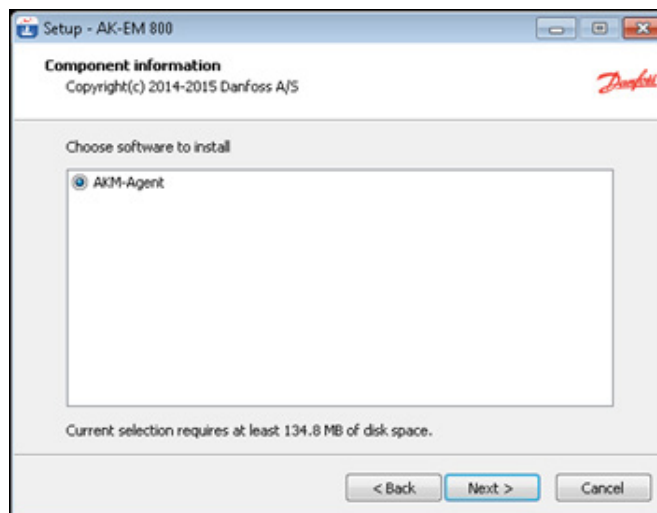 Setup - AK-EM 800
Component information
Copyright(c) 2014-2015 Danfoss A/S
Danfoss
Choose software to install
AKM-Agent
Current selection requires at least 134.8 MB of disk space.
< Back
Next >
Cancel